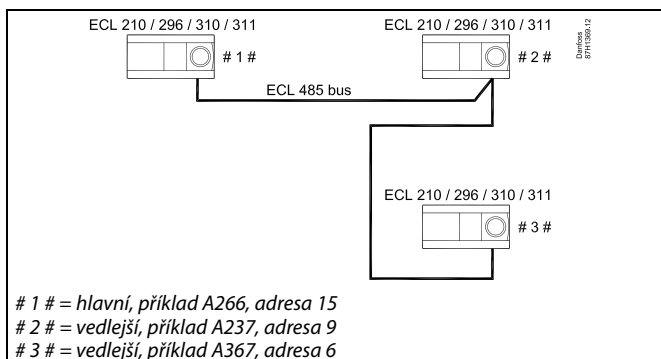 ECL 210 / 296 / 310 / 311
# 1 #
ECL 210 / 296 / 310 / 311
# 2 #
Danfoss
87H1369.12
ECL 485 bus
ECL 210 / 296 / 310 / 311
# 3 #
# 1 # = hlavní, příklad A266, adresa 15
# 2 # = vedlejší, příklad A237, adresa 9
# 3 # = vedlejší, příklad A367, adresa 6